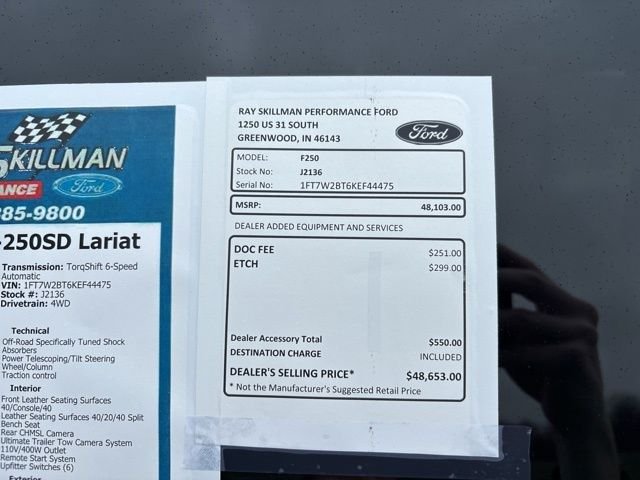 SKILLMAN
ANCE
Ford
885-9800
-250SD Lariat
Transmission: TorqShift 6-Speed
Automatic
VIN: 1FT7W2BT6KEF44475
Stock #: J2136
Drivetrain: 4WD
Technical
Off-Road Specifically Tuned Shock
Absorbers
Power Telescoping/Tilt Steering
Wheel/Column
Traction control
Interior
Front Leather Seating Surfaces
40/Console/40
Leather Seating Surfaces 40/20/40 Split
Bench Seat
Rear CHMSL Camera
Ultimate Trailer Tow Camera System
110V/400W Outlet
Remote Start System
Upfitter Switches (6)
Exterior
RAY SKILLMAN PERFORMANCE FORD
1250 US 31 SOUTH
GREENWOOD, IN 46143
Ford
MODEL: F250
Stock No: J2136
Serial No: 1FT7W2BT6KEF44475
MSRP: 48,103.00
DEALER ADDED EQUIPMENT AND SERVICES
DOC FEE $251.00
ETCH $299.00
Dealer Accessory Total $550.00
DESTINATION CHARGE INCLUDED
DEALER'S SELLING PRICE* $48,653.00
* Not the Manufacturer's Suggested Retail Price